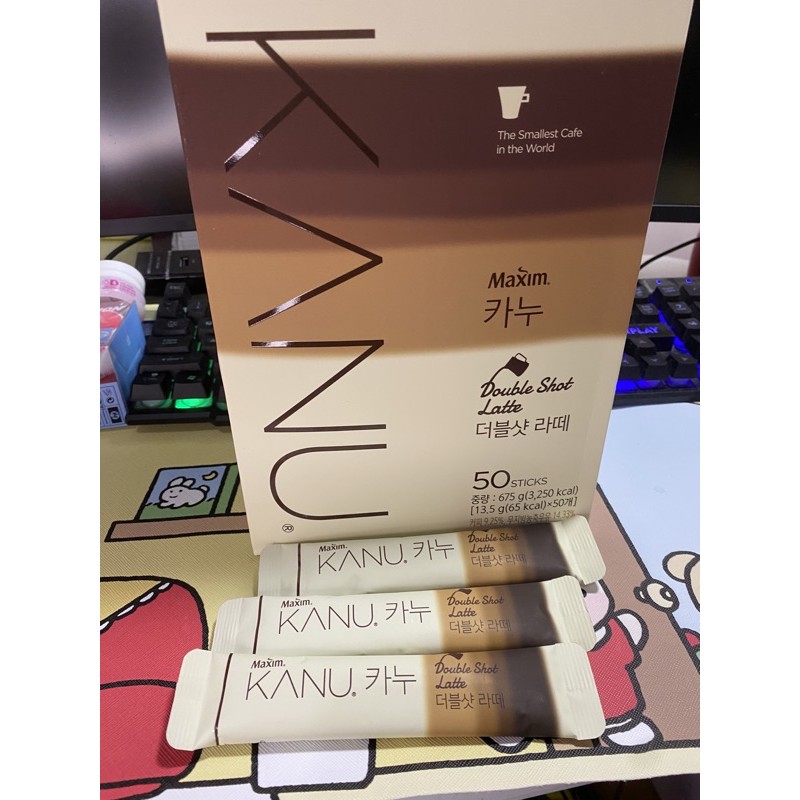 KANU
®
The Smallest Cafe
in the World
Maxim.
카누
Double Shot
Latte
더블샷 라떼
50 STICKS
중량 : 675 g(3,250 kcal)
[13.5 g(65 kcal)×50개]
Maxim.
KANU® 카누
Double Shot
Latte
더블샷 라떼
Maxim.
KANU® 카누
Double Shot
Latte
더블샷 라떼
Maxim.
KANU® 카누
Double Shot
Latte
더블샷 라떼